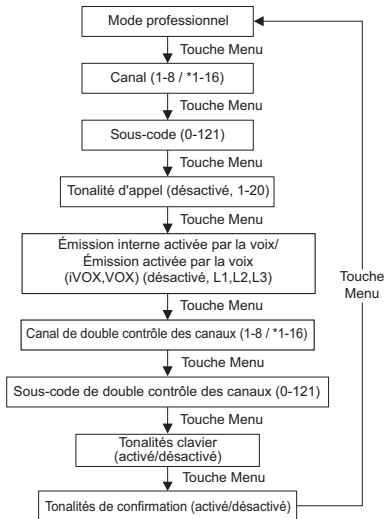 Mode professionnel
Touche Menu
Canal (1-8 / *1-16)
Touche Menu
Sous-code (0-121)
Touche Menu
Tonalité d'appel (désactivé, 1-20)
Touche Menu
Émission interne activée par la voix/
Émission activée par la voix
(iVOX,VOX) (désactivé, L1,L2,L3)
Touche Menu
Canal de double contrôle des canaux (1-8 / *1-16)
Touche Menu
Sous-code de double contrôle des canaux (0-121)
Touche Menu
Tonalités clavier
(activé/désactivé)
Touche Menu
Tonalités de confirmation (activé/désactivé)
Touche
Menu